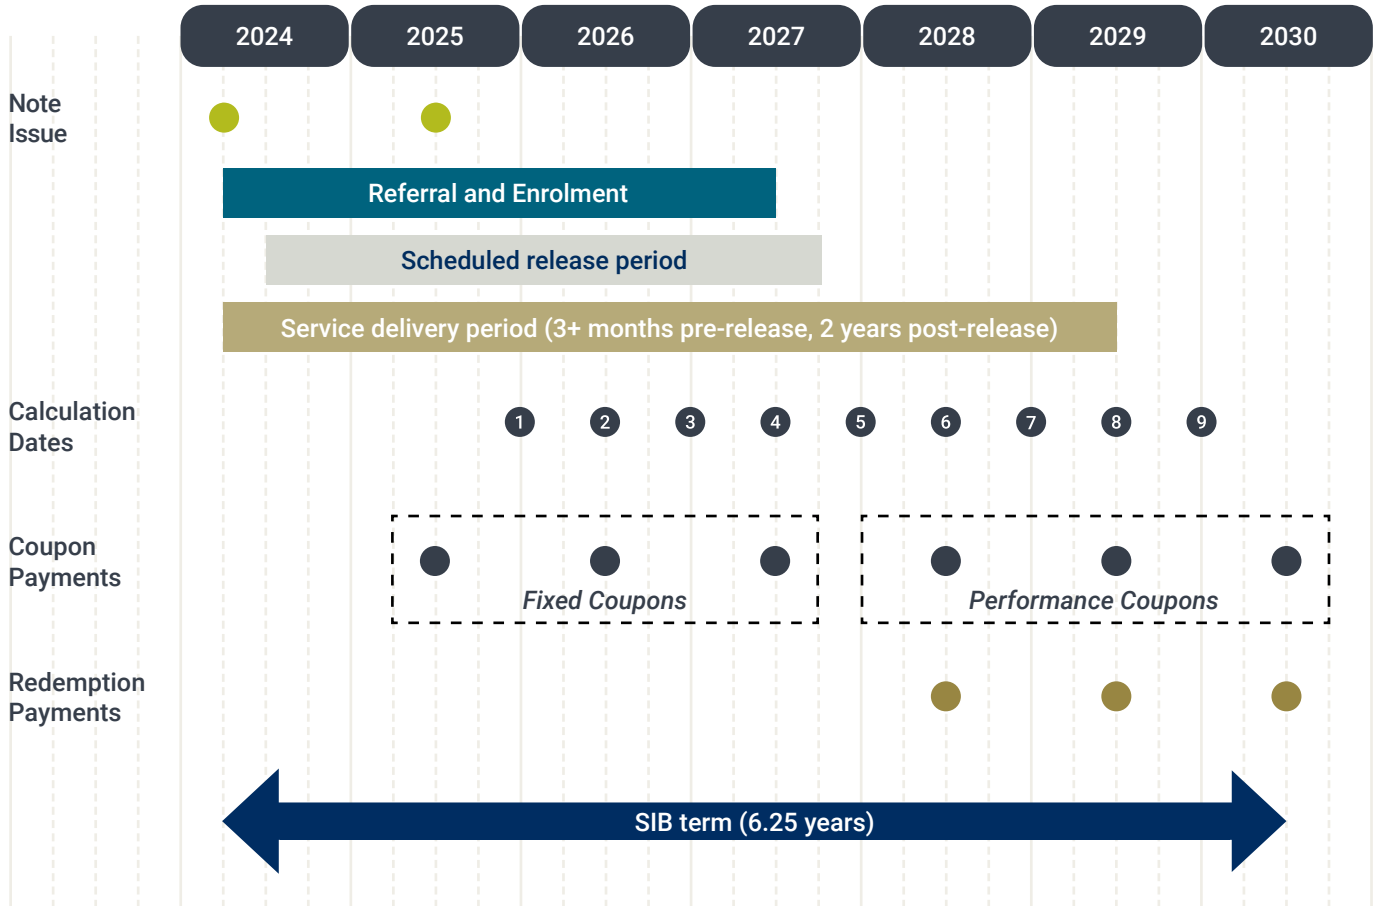 2024 2025 2026 2027 2028 2029 2030
Note
Issue
Referral and Enrolment
Scheduled release period
Service delivery period (3+ months pre-release, 2 years post-release)
Calculation
Dates
1 2 3 4 5 6 7 8 9
Coupon
Payments
Fixed Coupons Performance Coupons
Redemption
Payments
SIB term (6.25 years)